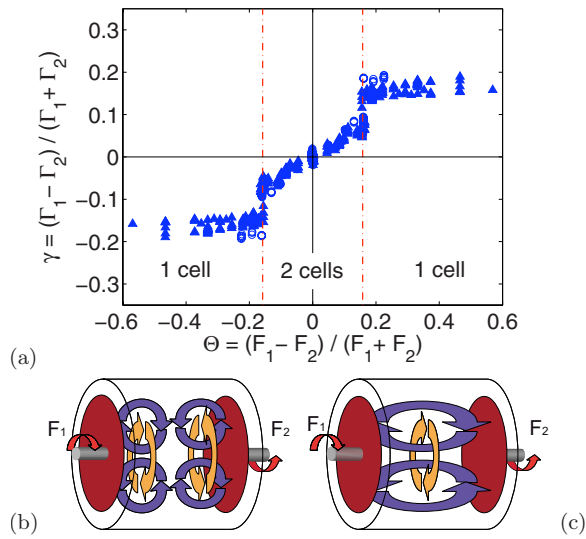 γ = (Γ₁ − Γ₂) / (Γ₁ + Γ₂)
0.3
0.2
0.1
0
−0.1
−0.2
−0.3
1 cell
2 cells
1 cell
−0.6
−0.4
−0.2
0
0.2
0.4
0.6
Θ = (F₁ − F₂) / (F₁ + F₂)
(a)
F₁
F₂
(b)
F₁
F₂
(c)